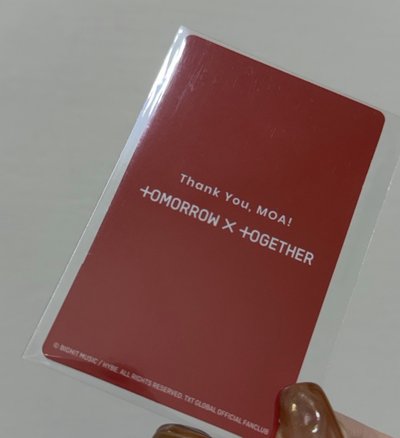 Thank You, MOA!
TOMORROW X TOGETHER
© BIGHIT MUSIC / HYBE. ALL RIGHTS RESERVED. TXT GLOBAL OFFICIAL FANCLUB